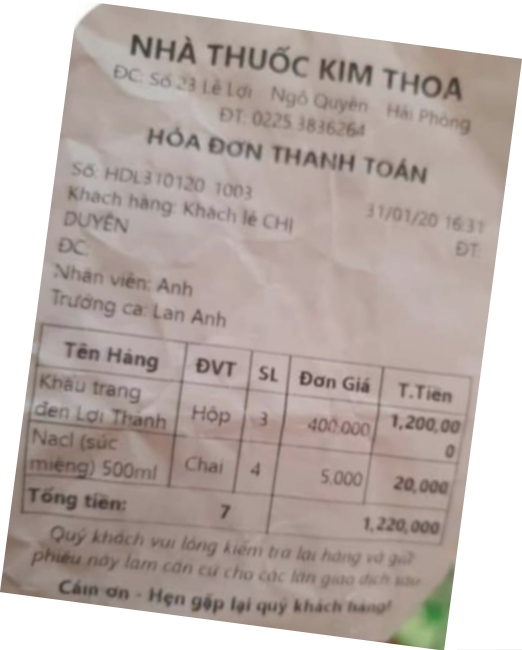 NHÀ THUỐC KIM THOA
ĐC: Số 23 Lê Lợi Ngô Quyền Hải Phòng
ĐT: 0225.3836264
HÓA ĐƠN THANH TOÁN
Số: HDL310120 1003
31/01/20 16:31
Khách hàng: Khách lẻ CHỊ
DUYÊN
ĐT:
ĐC:
Nhân viên: Anh
Trưởng ca: Lan Anh
Tên Hàng ĐVT SL Đơn Giá T.Tiền
Khẩu trang
đen Lợi Thành Hộp 3 400.000 1,200,00
0
Nacl (súc
miệng) 500ml Chai 4 5.000 20,000
Tổng tiền: 7 1,220,000
Quý khách vui lòng kiểm tra lại hàng và giữ
phiếu này làm căn cứ cho các lần giao dịch sau
Cám ơn - Hẹn gặp lại quý khách hàng!